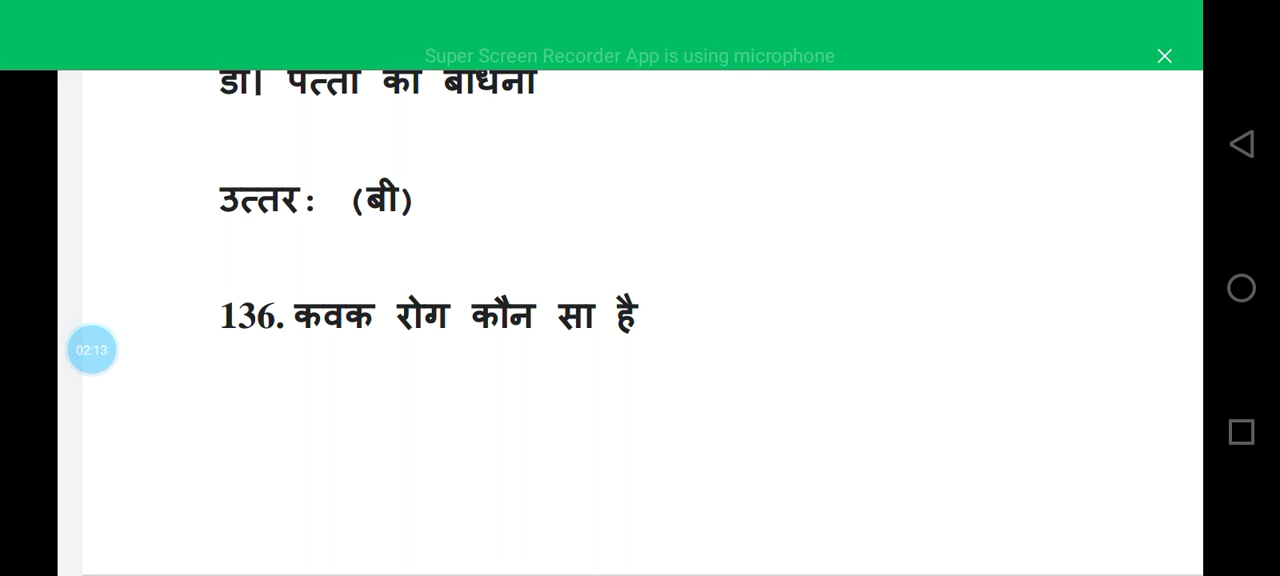 Super Screen Recorder App is using microphone
डी। पत्तों को बांधना
उत्तर: (बी)
136. कवक रोग कौन सा है
02:13